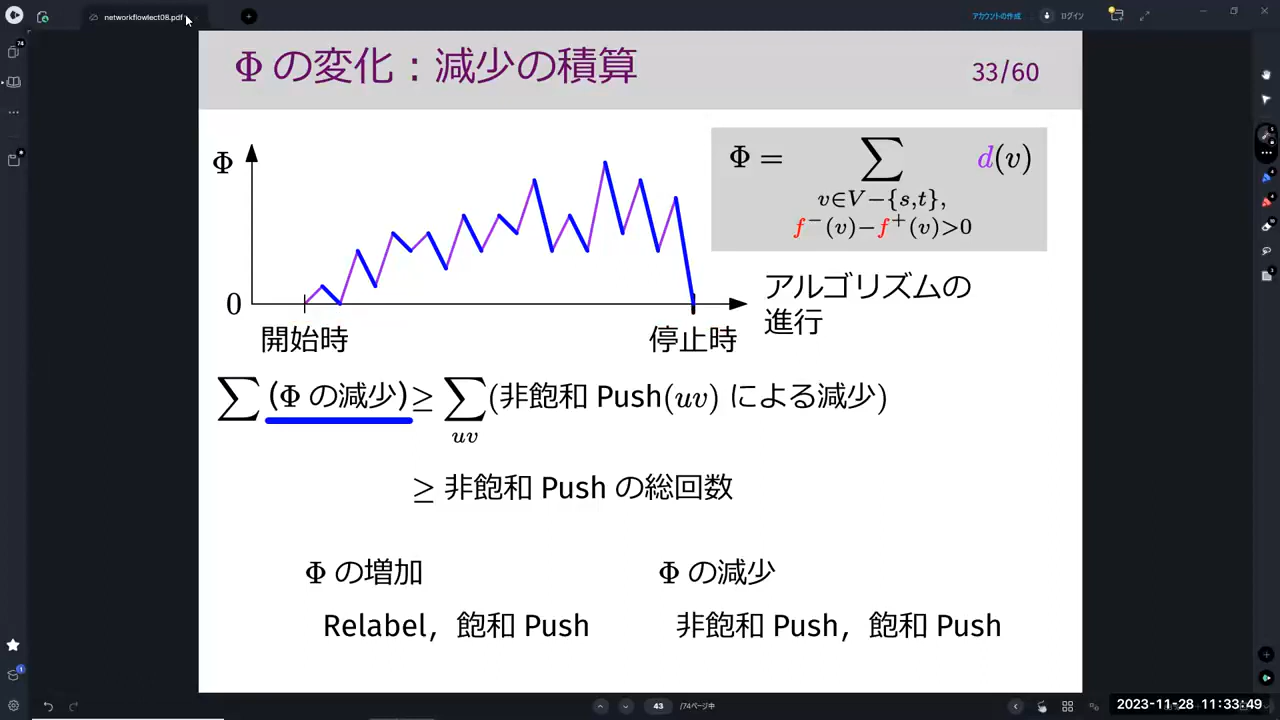 networkflowlect08.pdf
アカウントの作成
ログイン
74
Φ の変化：減少の積算
33/60
Φ
0
開始時
停止時
アルゴリズムの
進行
Φ = ∑ d(v)
v∈V−{s,t},
f⁻(v)−f⁺(v)>0
∑(Φ の減少) ≥ ∑(非飽和 Push(uv) による減少)
uv
≥ 非飽和 Push の総回数
Φ の増加
Φ の減少
Relabel，飽和 Push
非飽和 Push，飽和 Push
43
/74ページ中
2023-11-28 11:33:49